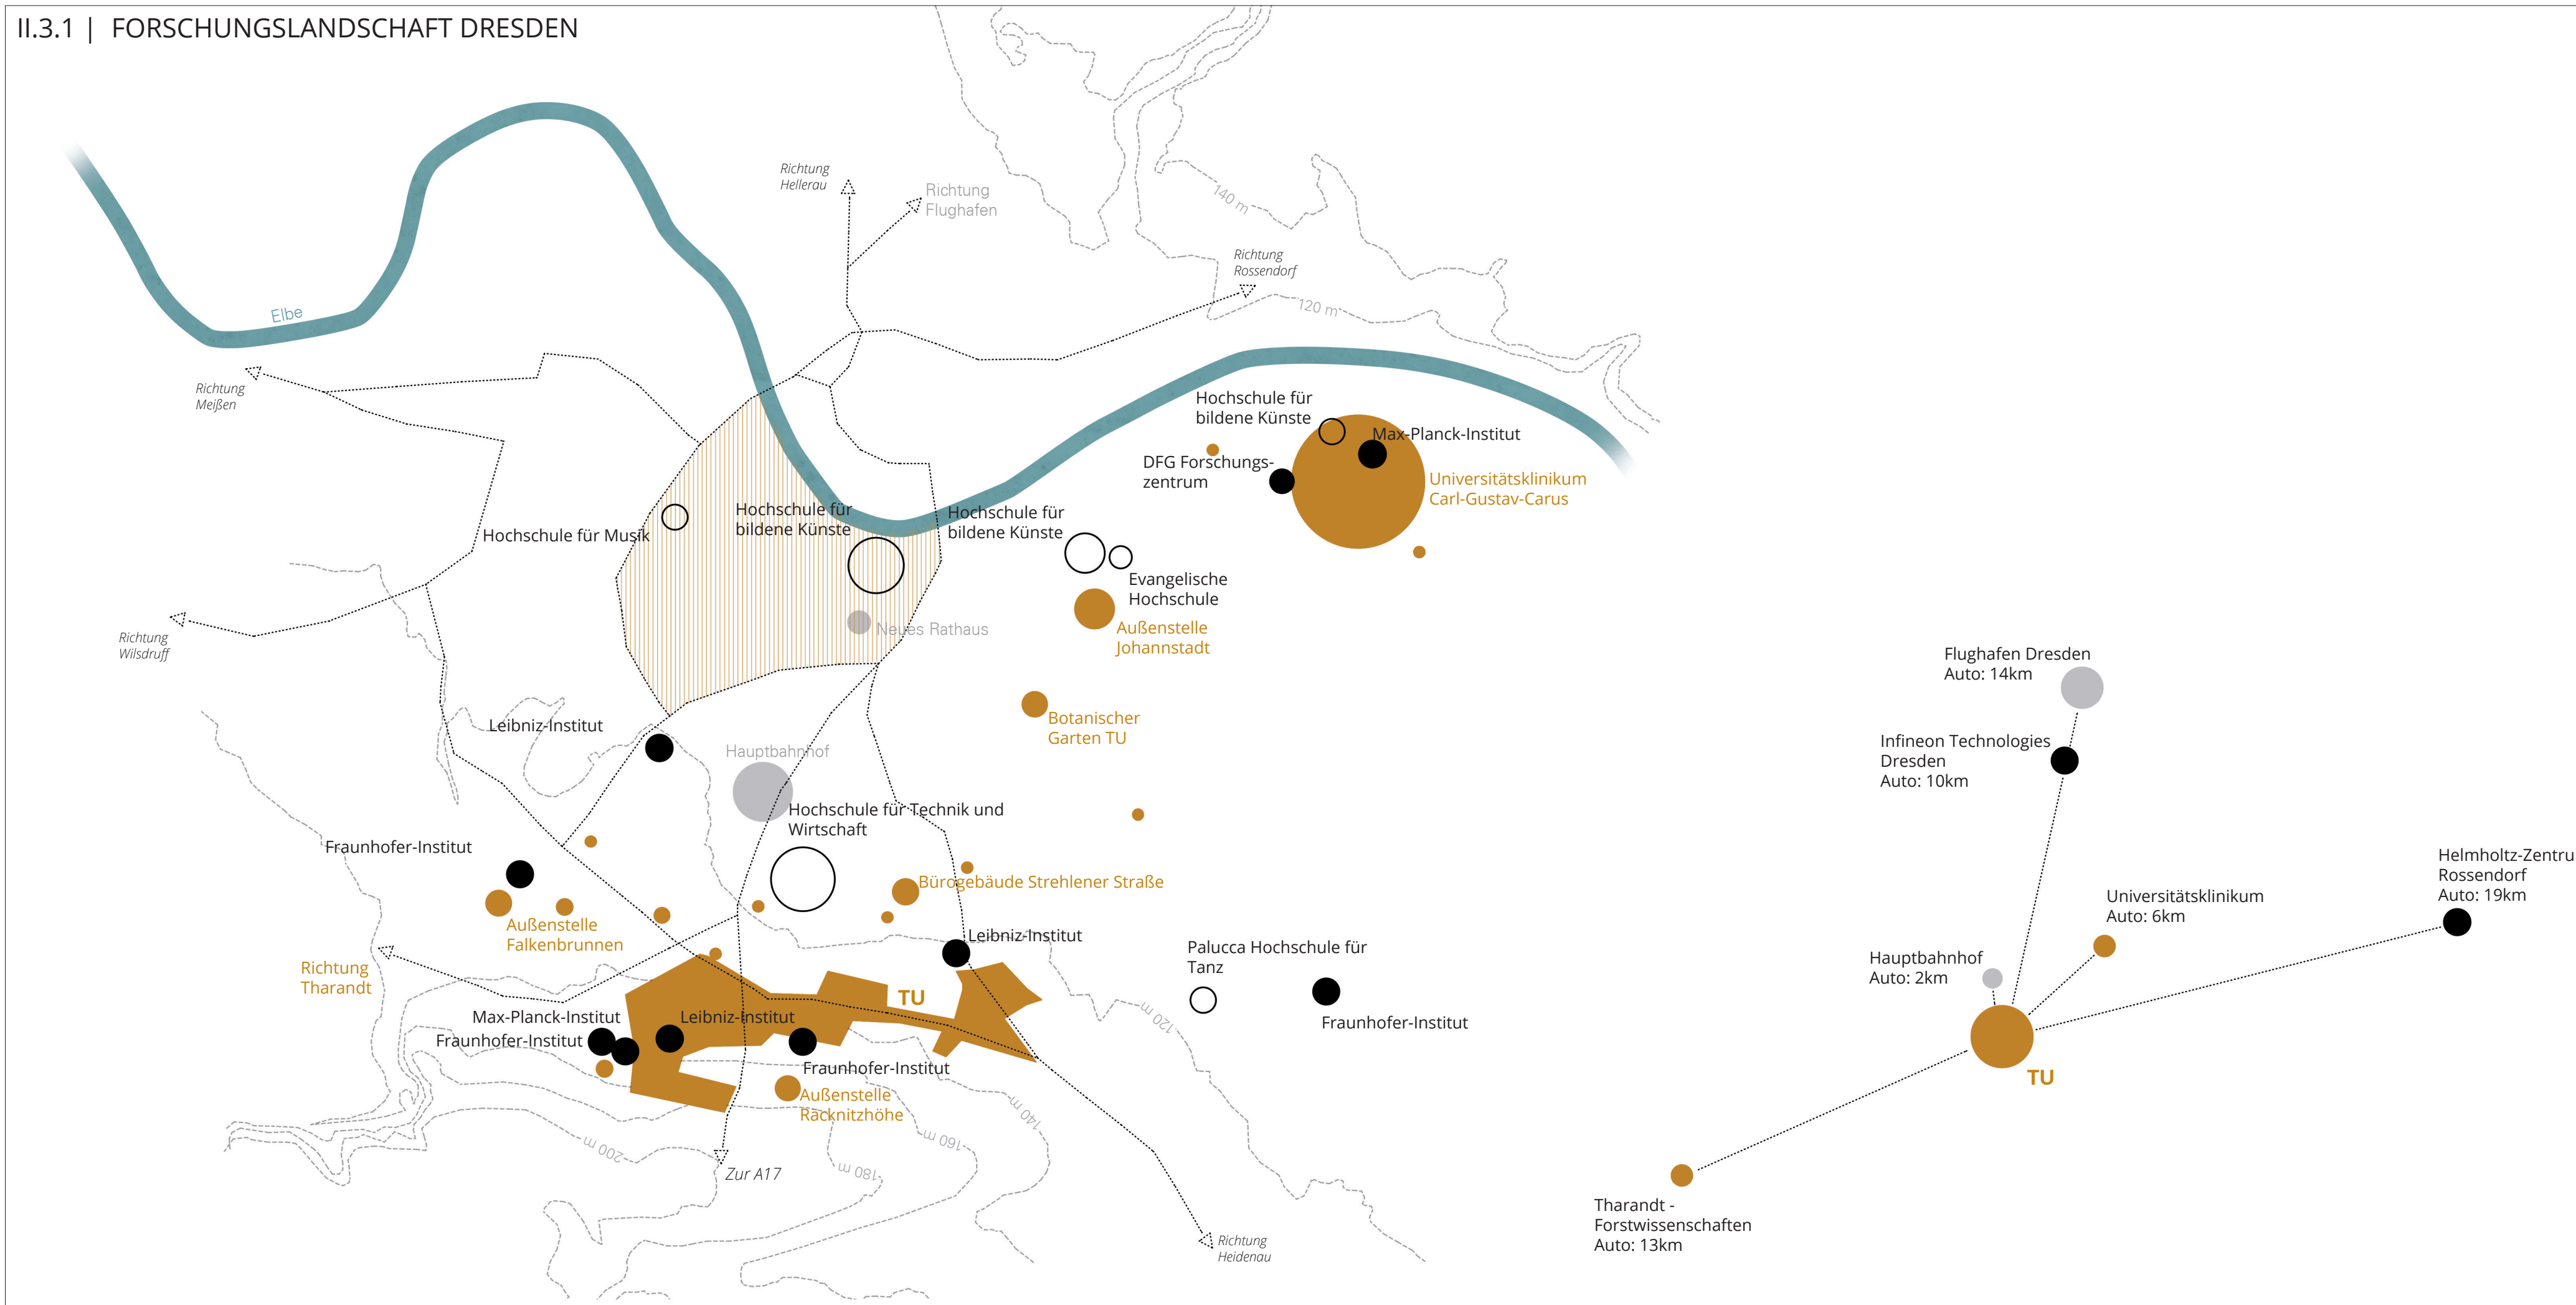 II.3.1 | FORSCHUNGSLANDSCHAFT DRESDEN
Richtung
Hellerau
Richtung
Flughafen
140 m
Richtung
Rossendorf
120 m
Elbe
Richtung
Meißen
Hochschule für
bildene Künste
Max-Planck-Institut
DFG Forschungs-
zentrum
Universitätsklinikum
Carl-Gustav-Carus
Hochschule für Musik
Hochschule für
bildene Künste
Hochschule für
bildene Künste
Evangelische
Hochschule
Neues Rathaus
Außenstelle
Johannstadt
Richtung
Wilsdruff
Botanischer
Garten TU
Leibniz-Institut
Hauptbahnhof
Hochschule für Technik und
Wirtschaft
Fraunhofer-Institut
Bürogebäude Strehlener Straße
Außenstelle
Falkenbrunnen
Leibniz-Institut
Palucca Hochschule für
Tanz
Richtung
Tharandt
TU
Max-Planck-Institut
Leibniz-Institut
Fraunhofer-Institut
Fraunhofer-Institut
120 m
Fraunhofer-Institut
Außenstelle
Räcknitzhöhe
140 m
160 m
200 m
180 m
Zur A17
Richtung
Heidenau
Flughafen Dresden
Auto: 14km
Infineon Technologies
Dresden
Auto: 10km
Helmholtz-Zentru
Rossendorf
Auto: 19km
Universitätsklinikum
Auto: 6km
Hauptbahnhof
Auto: 2km
TU
Tharandt -
Forstwissenschaften
Auto: 13km